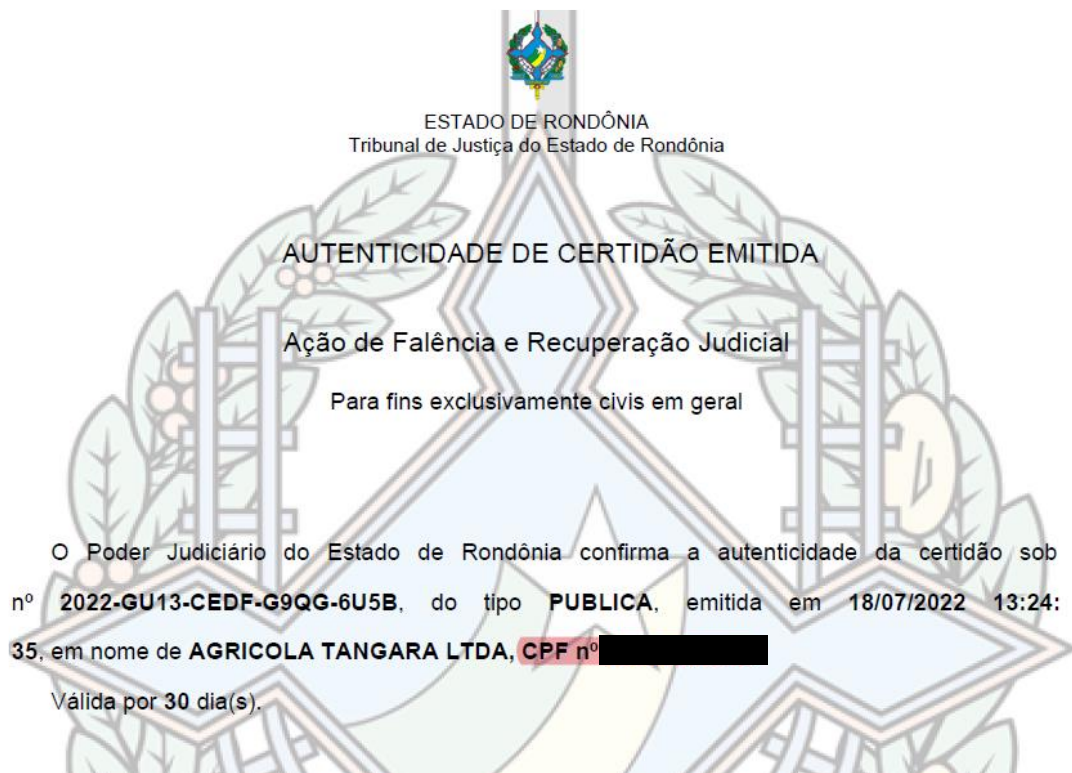 ESTADO DE RONDÔNIA
Tribunal de Justiça do Estado de Rondônia
AUTENTICIDADE DE CERTIDÃO EMITIDA
Ação de Falência e Recuperação Judicial
Para fins exclusivamente civis em geral
O Poder Judiciário do Estado de Rondônia confirma a autenticidade da certidão sob
nº 2022-GU13-CEDF-G9QG-6U5B, do tipo PUBLICA, emitida em 18/07/2022 13:24:
35, em nome de AGRICOLA TANGARA LTDA, CPF nº
Válida por 30 dia(s).